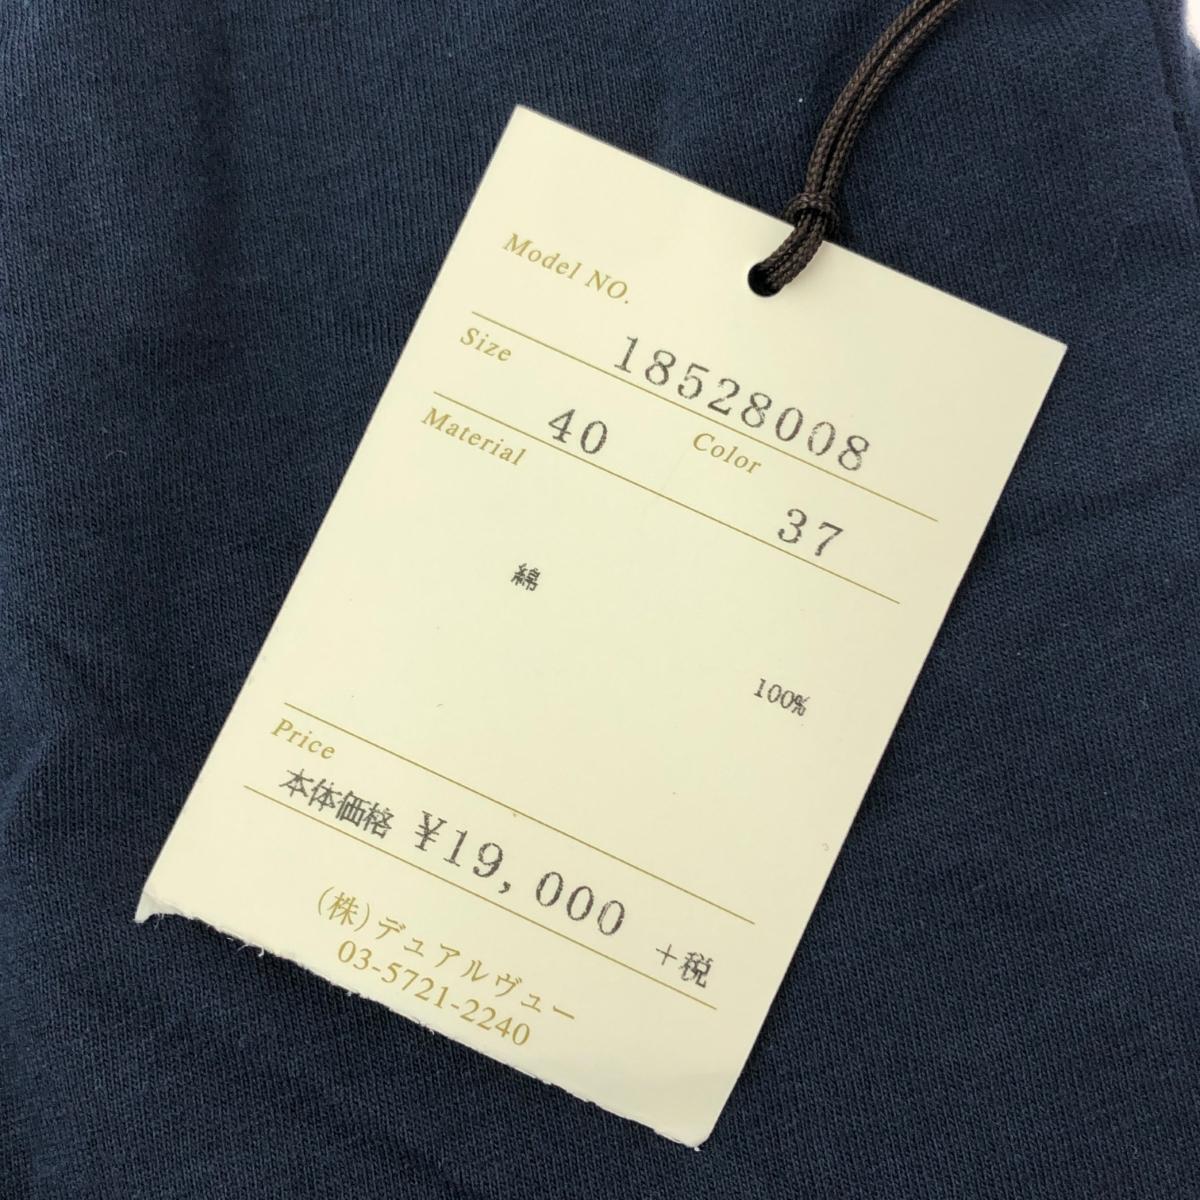 Model NO.
18528008
Size 40 Color 37
Material
綿 100%
Price
本体価格 ¥19,000 +税
(株)デュアルヴュー
03-5721-2240